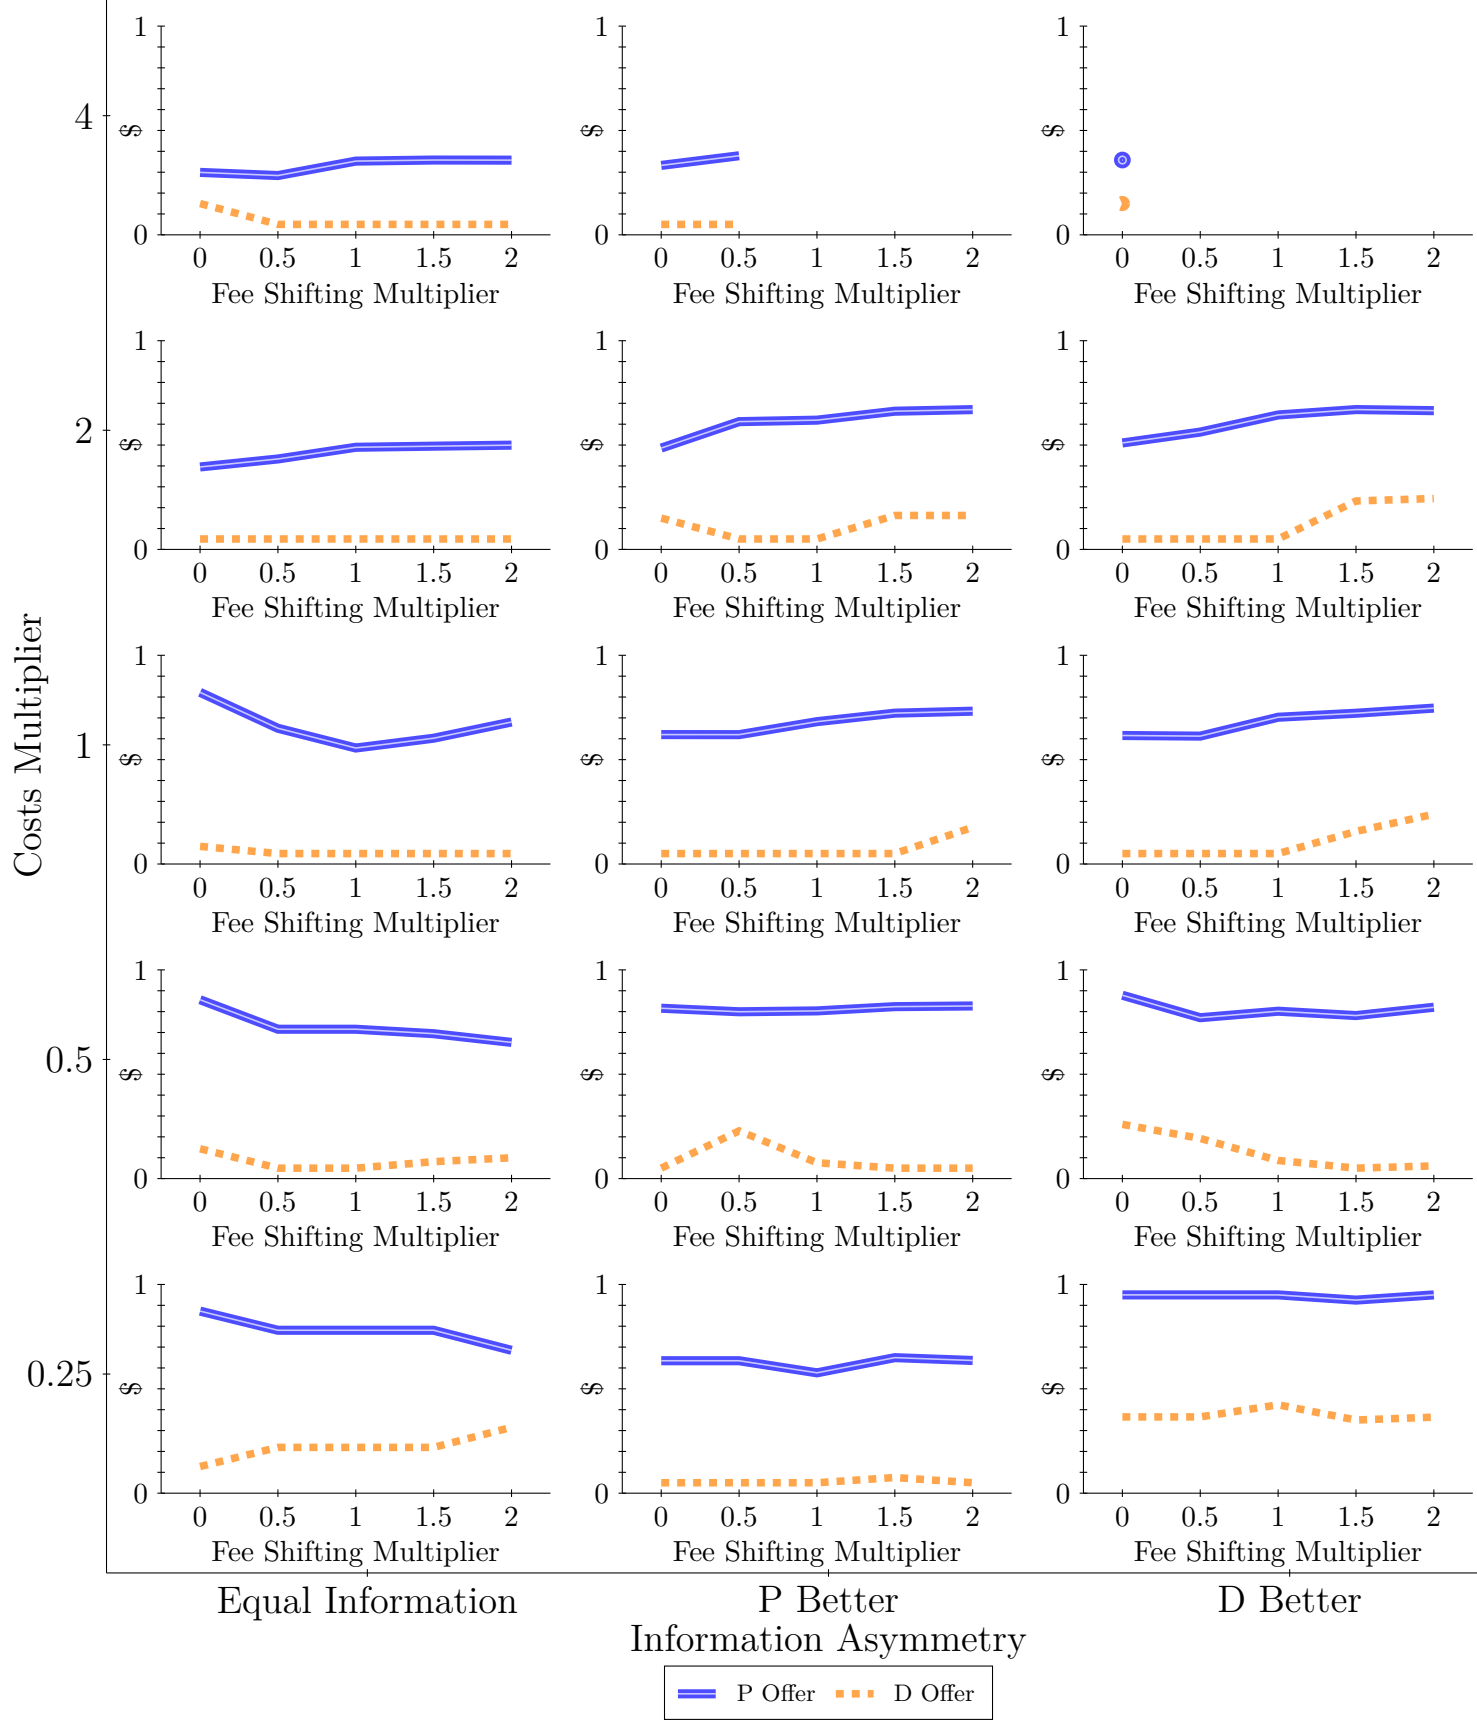 1 1 1
4
$ $ $
0 0 0
0 0.5 1 1.5 2 0 0.5 1 1.5 2 0 0.5 1 1.5 2
Fee Shifting Multiplier Fee Shifting Multiplier Fee Shifting Multiplier
1 1 1
2
$ $ $
0 0 0
0 0.5 1 1.5 2 0 0.5 1 1.5 2 0 0.5 1 1.5 2
Fee Shifting Multiplier Fee Shifting Multiplier Fee Shifting Multiplier
Costs Multiplier
1 1 1
1
$ $ $
0 0 0
0 0.5 1 1.5 2 0 0.5 1 1.5 2 0 0.5 1 1.5 2
Fee Shifting Multiplier Fee Shifting Multiplier Fee Shifting Multiplier
1 1 1
0.5
$ $ $
0 0 0
0 0.5 1 1.5 2 0 0.5 1 1.5 2 0 0.5 1 1.5 2
Fee Shifting Multiplier Fee Shifting Multiplier Fee Shifting Multiplier
1 1 1
0.25
$ $ $
0 0 0
0 0.5 1 1.5 2 0 0.5 1 1.5 2 0 0.5 1 1.5 2
Fee Shifting Multiplier Fee Shifting Multiplier Fee Shifting Multiplier
Equal Information P Better D Better
Information Asymmetry
P Offer D Offer